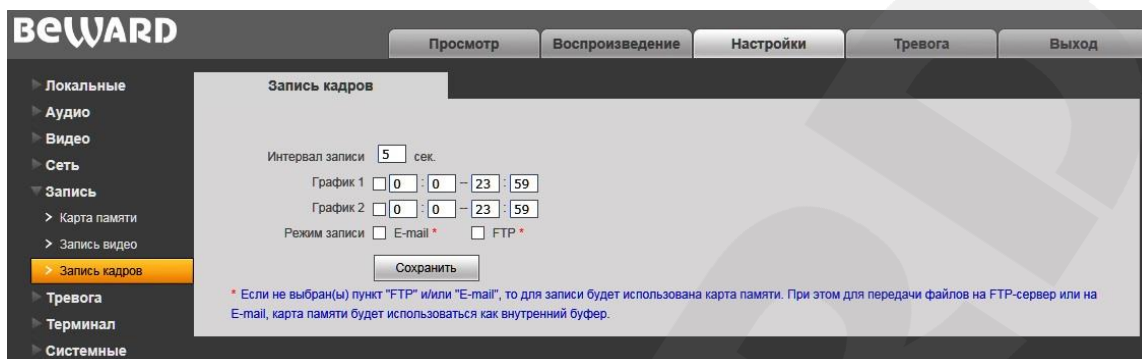 BEWARD
Просмотр Воспроизведение Настройки Тревога Выход
Локальные
Аудио
Видео
Сеть
Запись
> Карта памяти
> Запись видео
> Запись кадров
Тревога
Терминал
Системные
Запись кадров
Интервал записи 5 сек.
График 1 0 : 0 – 23 : 59
График 2 0 : 0 – 23 : 59
Режим записи E-mail * FTP *
Сохранить
* Если не выбран(ы) пункт "FTP" и/или "E-mail", то для записи будет использована карта памяти. При этом для передачи файлов на FTP-сервер или на
E-mail, карта памяти будет использоваться как внутренний буфер.